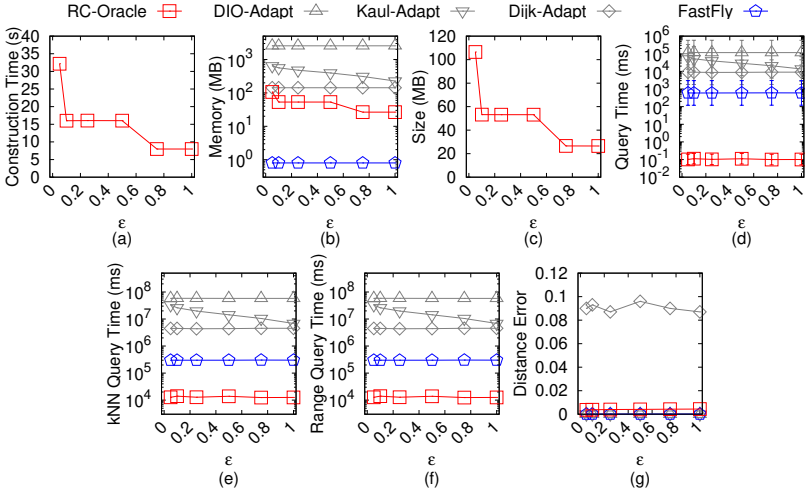 RC-Oracle DIO-Adapt Kaul-Adapt Dijk-Adapt FastFly
Construction Time (s)
40
35
30
25
20
15
10
5
0
0 0.2 0.4 0.6 0.8 1
ε
(a)
Memory (MB)
10^3
10^2
10^1
10^0
0 0.2 0.4 0.6 0.8 1
ε
(b)
Size (MB)
120
100
80
60
40
20
0
0 0.2 0.4 0.6 0.8 1
ε
(c)
Query Time (ms)
10^6
10^5
10^4
10^3
10^2
10^1
10^0
10^-1
10^-2
0 0.2 0.4 0.6 0.8 1
ε
(d)
kNN Query Time (ms)
10^8
10^7
10^6
10^5
10^4
0 0.2 0.4 0.6 0.8 1
ε
(e)
Range Query Time (ms)
10^8
10^7
10^6
10^5
10^4
0 0.2 0.4 0.6 0.8 1
ε
(f)
Distance Error
0.12
0.1
0.08
0.06
0.04
0.02
0
0 0.2 0.4 0.6 0.8 1
ε
(g)